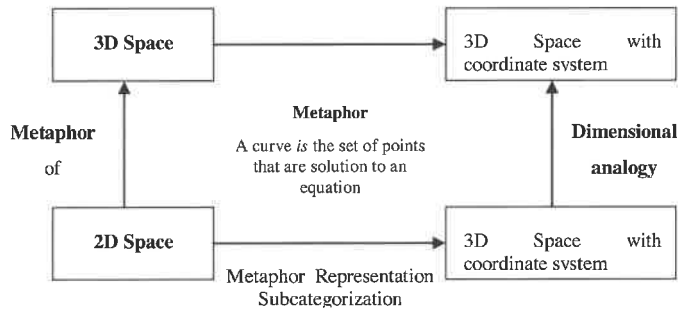 3D Space
3D Space with
coordinate system
Metaphor
of
Metaphor
A curve is the set of points
that are solution to an
equation
Dimensional
analogy
2D Space
3D Space with
coordinate system
Metaphor Representation
Subcategorization